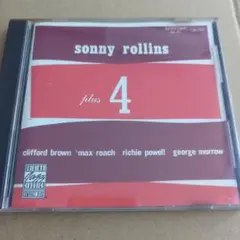 sonny rollins
plus 4
clifford brown max roach richie powell george morrow